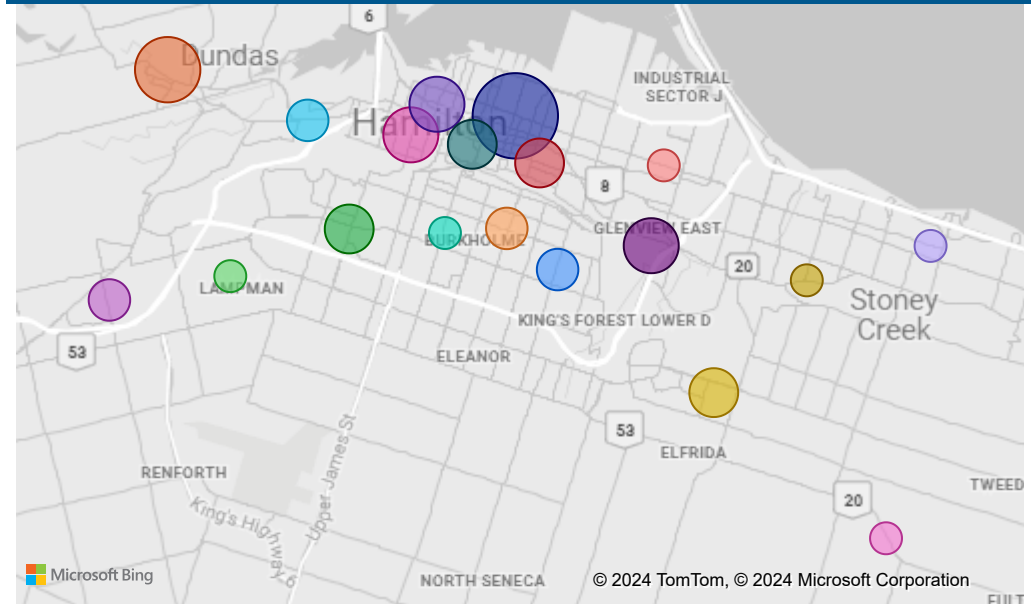 6
Dundas
INDUSTRIAL
SECTOR J
Hamilton
8
GLENVIEW EAST
BURKHOLME
20
LAMPMAN
Stoney
Creek
KING'S FOREST LOWER D
53
ELEANOR
53
ELFRIDA
Upper James St
RENFORTH
TWEED
20
King's Highway 6
Microsoft Bing
NORTH SENECA
© 2024 TomTom, © 2024 Microsoft Corporation
FULT